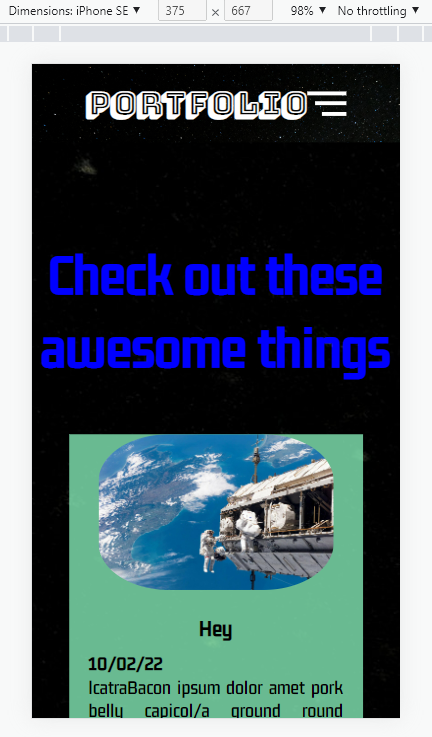 Dimensions: iPhone SE ▼ 375 × 667 98% ▼ No throttling ▼
PORTFOLIO
Check out these
awesome things
Hey
10/02/22
IcatraBacon ipsum dolor amet pork
belly capicol/a ground round